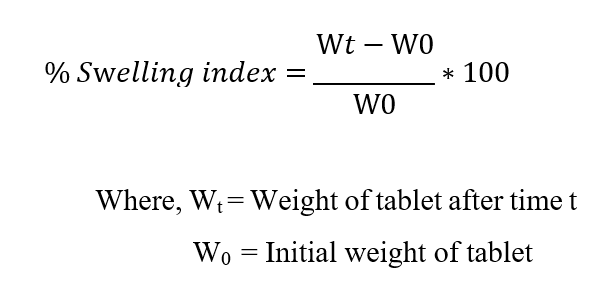 % Swelling index = Wt − W0 / W0 * 100
Where, Wt = Weight of tablet after time t
W0 = Initial weight of tablet